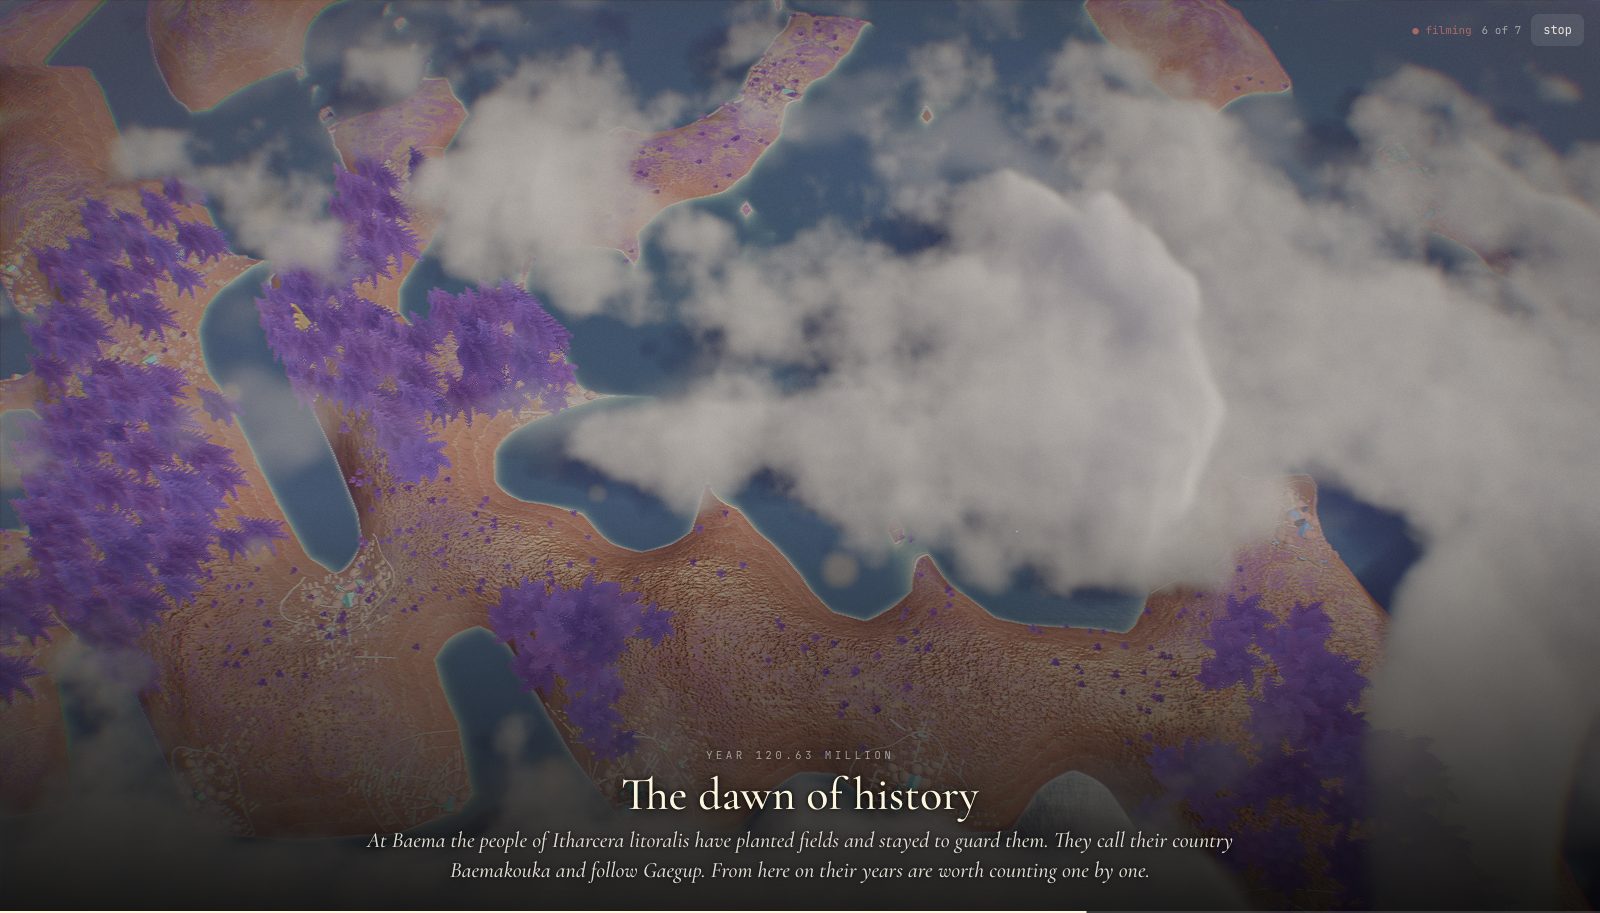 ● filming 6 of 7 stop
YEAR 120.63 MILLION
The dawn of history
At Baema the people of Itharcera litoralis have planted fields and stayed to guard them. They call their country
Baemakouka and follow Gaegup. From here on their years are worth counting one by one.